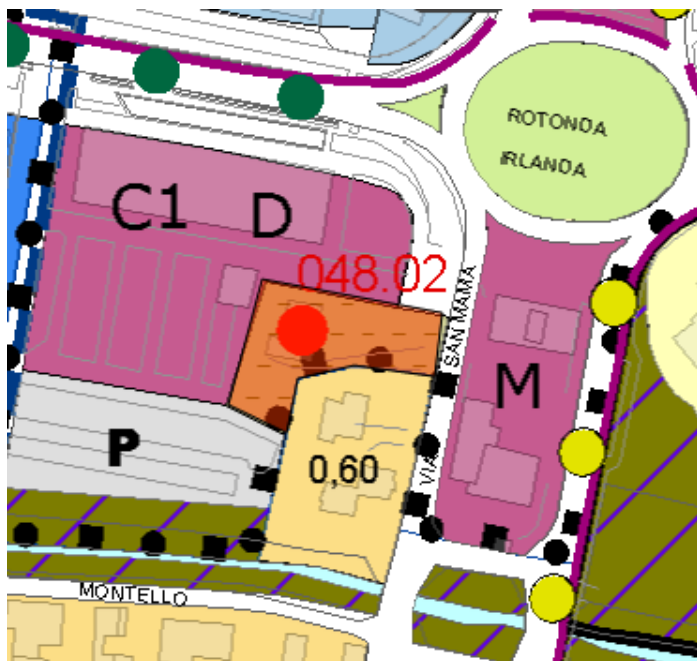 ROTONDA
IRLANDA
C1
D
048.02
VIA SAN MAMA
M
P
0,60
MONTELLO